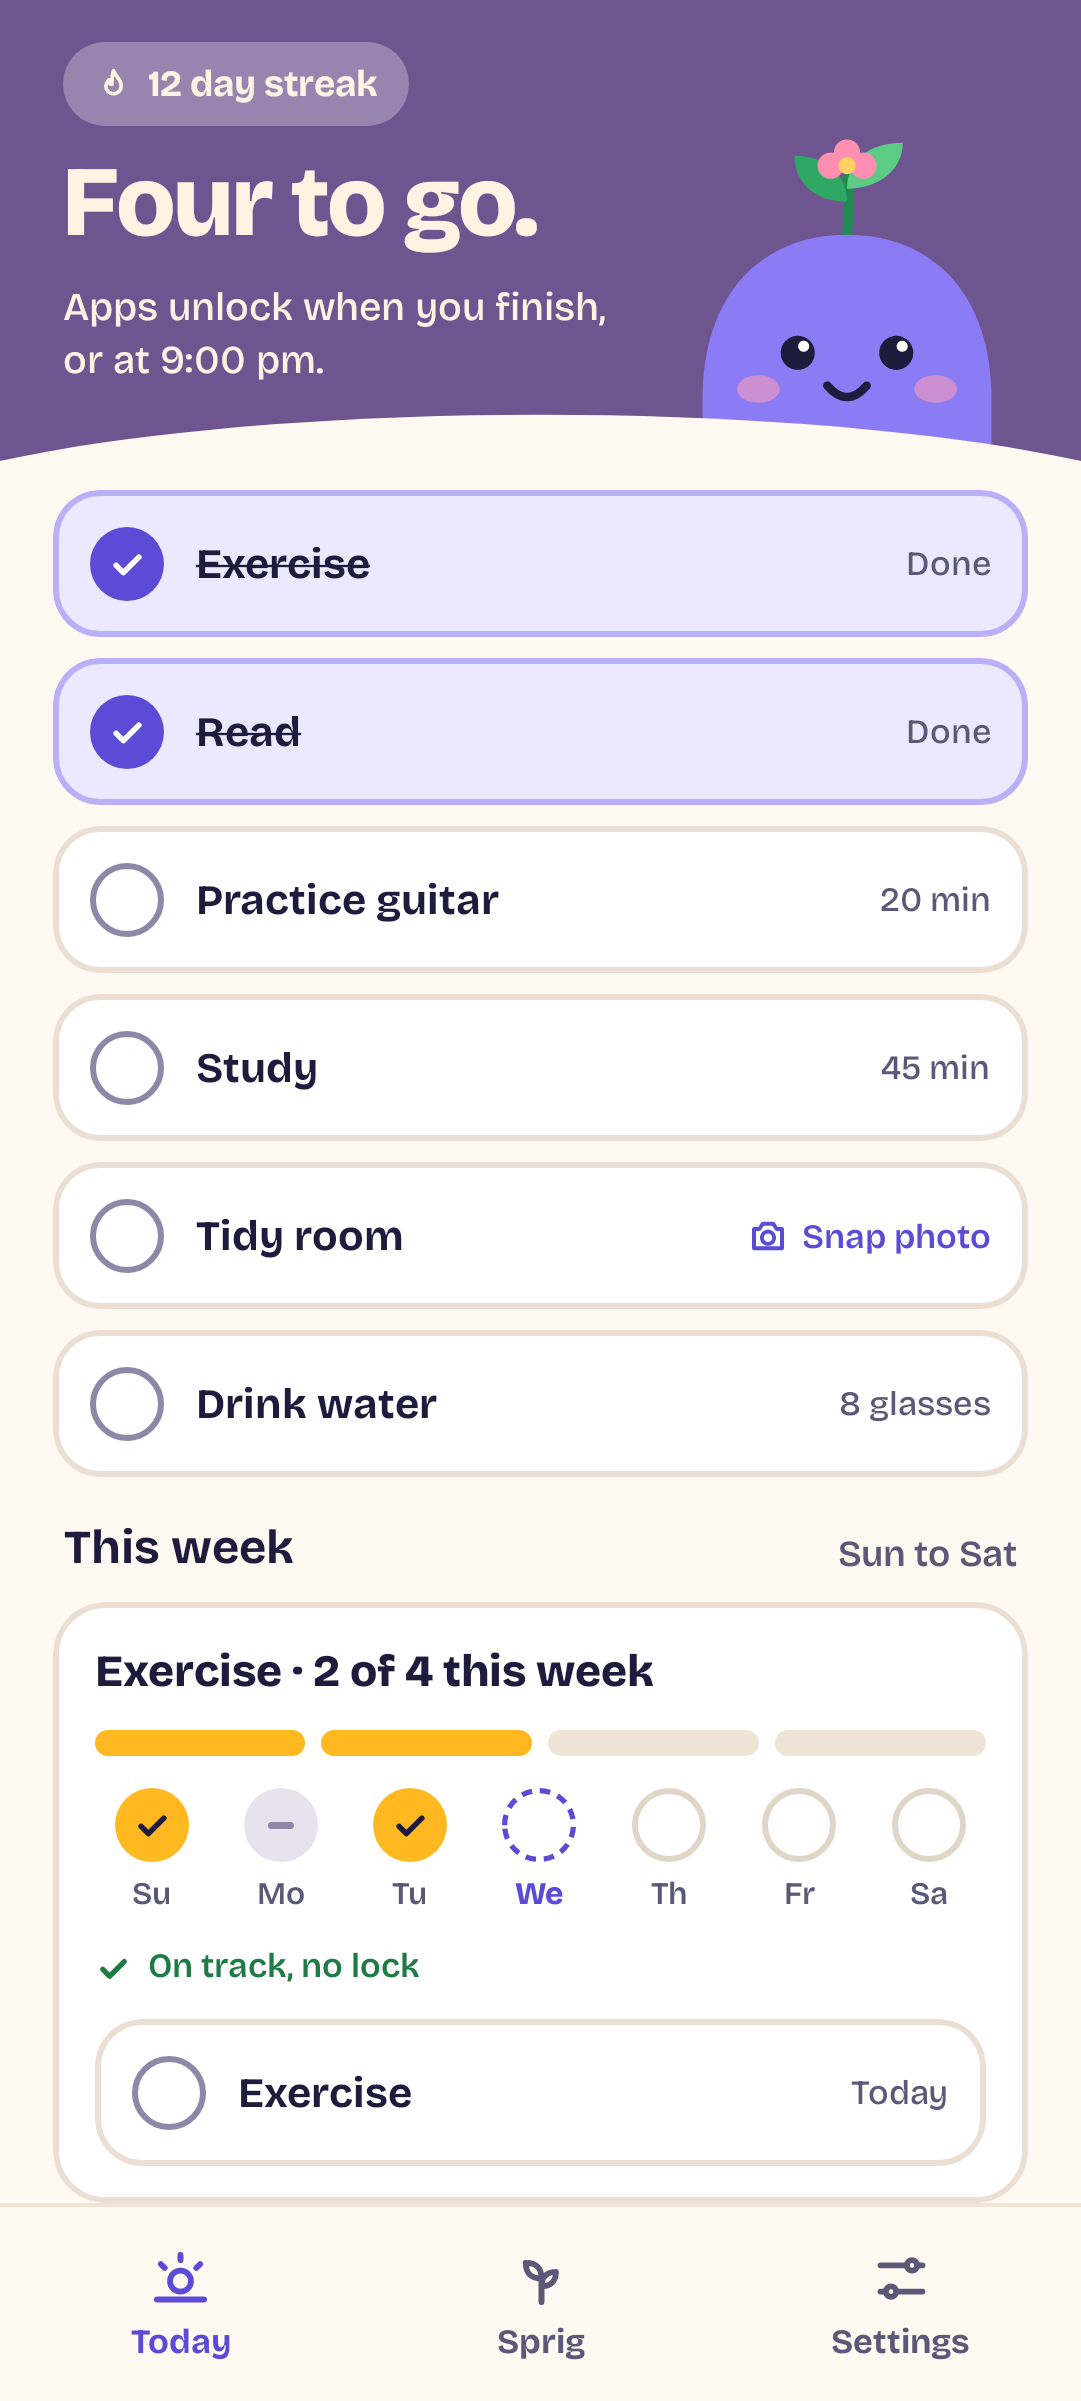 12 day streak
Four to go.
Apps unlock when you finish,
or at 9:00 pm.
Exercise
Done
Read
Done
Practice guitar
20 min
Study
45 min
Tidy room
Snap photo
Drink water
8 glasses
This week
Sun to Sat
Exercise · 2 of 4 this week
Su Mo Tu We Th Fr Sa
On track, no lock
Exercise
Today
Today
Sprig
Settings